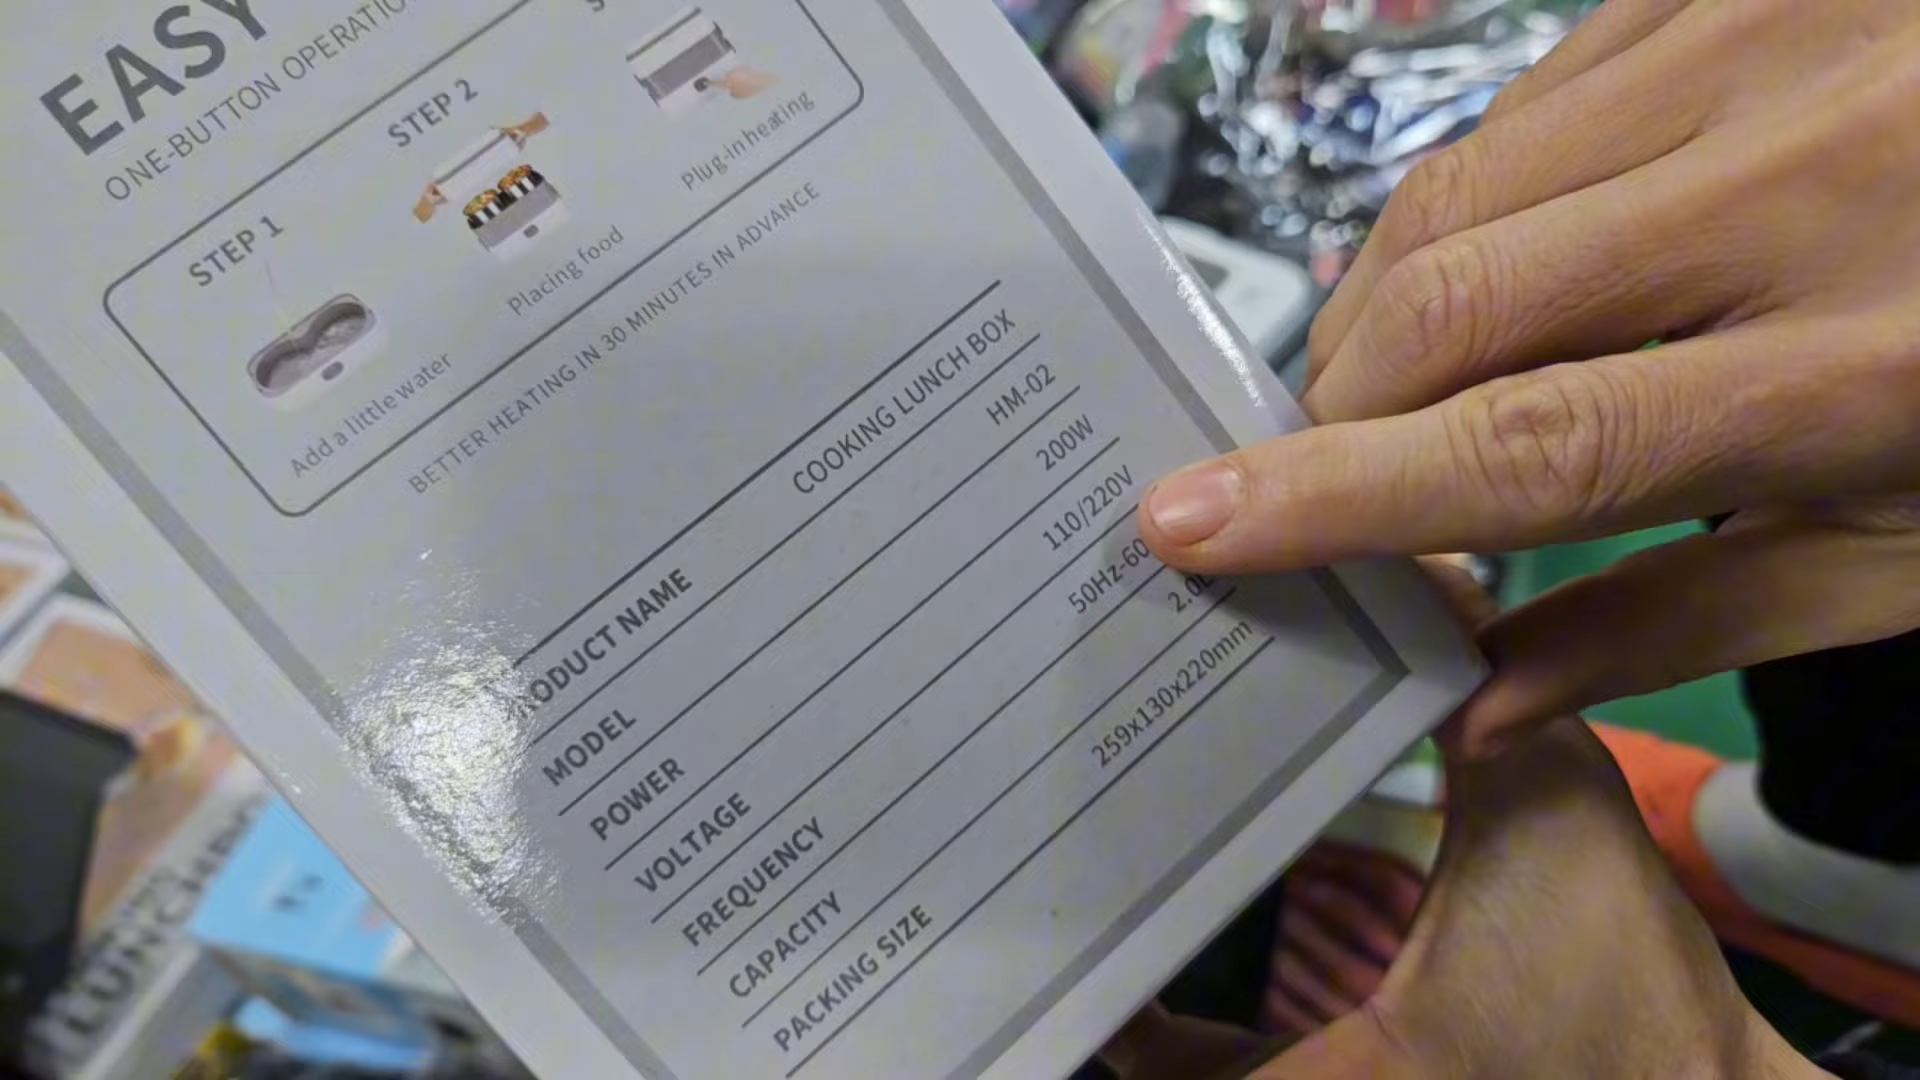 EASY
ONE-BUTTON OPERATIO
STEP 1
STEP 2
Add a little water
Placing food
Plug-in heating
BETTER HEATING IN 30 MINUTES IN ADVANCE
RODUCT NAME COOKING LUNCH BOX
MODEL HM-02
POWER 200W
VOLTAGE 110/220V
FREQUENCY 50Hz-60
CAPACITY 2.0L
PACKING SIZE 259x130x220mm